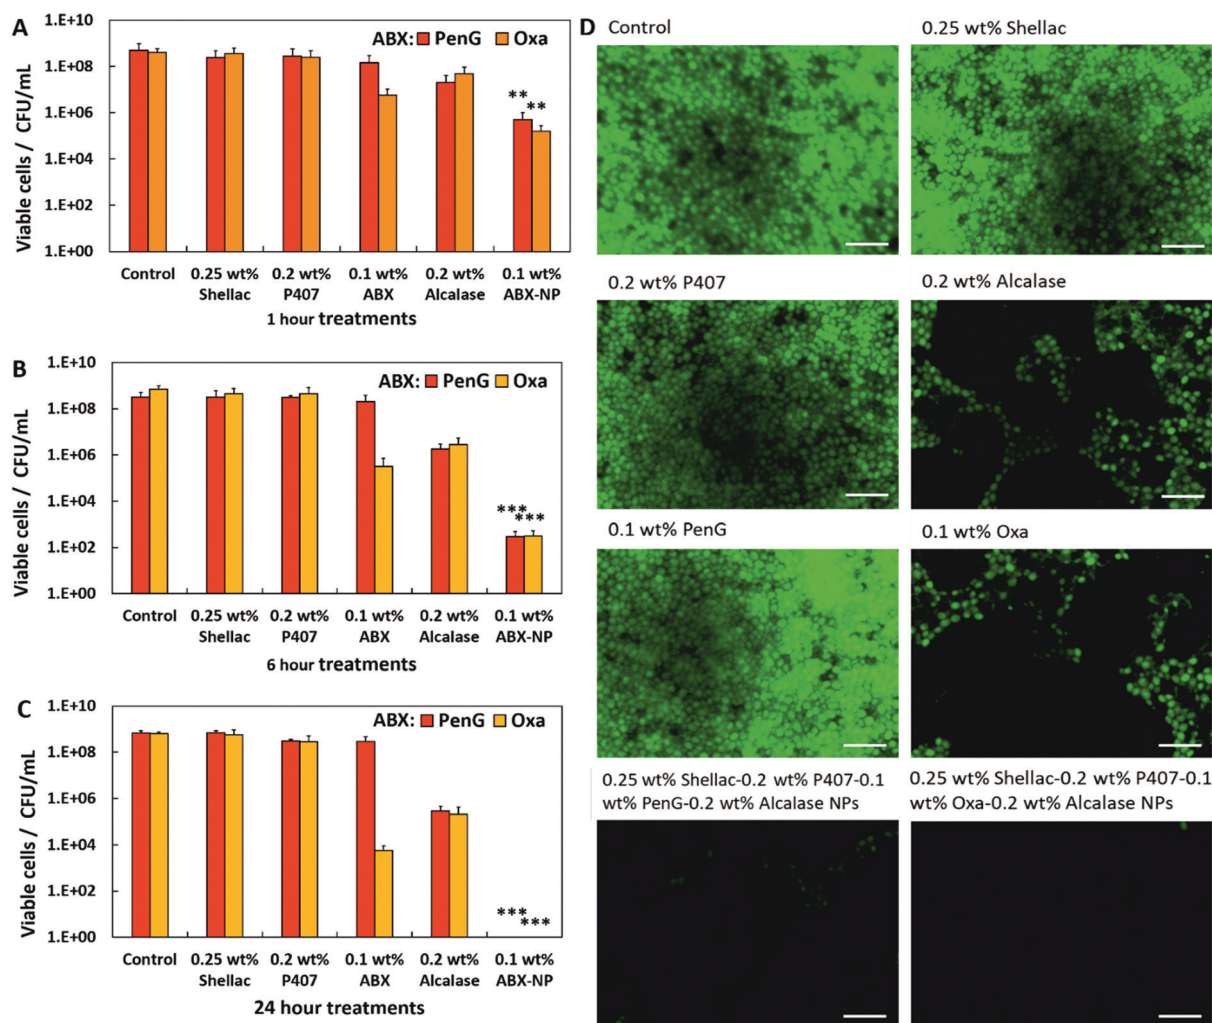 A
1.E+10
1.E+08
1.E+06
1.E+04
1.E+02
1.E+00
Viable cells / CFU/mL
ABX: PenG Oxa
** **
Control 0.25 wt% 0.2 wt% 0.1 wt% 0.2 wt% 0.1 wt%
Shellac P407 ABX Alcalase ABX-NP
1 hour treatments
B
1.E+10
1.E+08
1.E+06
1.E+04
1.E+02
1.E+00
Viable cells / CFU/mL
ABX: PenG Oxa
*** ***
Control 0.25 wt% 0.2 wt% 0.1 wt% 0.2 wt% 0.1 wt%
Shellac P407 ABX Alcalase ABX-NP
6 hour treatments
C
1.E+10
1.E+08
1.E+06
1.E+04
1.E+02
1.E+00
Viable cells / CFU/mL
ABX: PenG Oxa
*** ***
Control 0.25 wt% 0.2 wt% 0.1 wt% 0.2 wt% 0.1 wt%
Shellac P407 ABX Alcalase ABX-NP
24 hour treatments
D
Control
0.25 wt% Shellac
0.2 wt% P407
0.2 wt% Alcalase
0.1 wt% PenG
0.1 wt% Oxa
0.25 wt% Shellac-0.2 wt% P407-0.1
wt% PenG-0.2 wt% Alcalase NPs
0.25 wt% Shellac-0.2 wt% P407-0.1
wt% Oxa-0.2 wt% Alcalase NPs